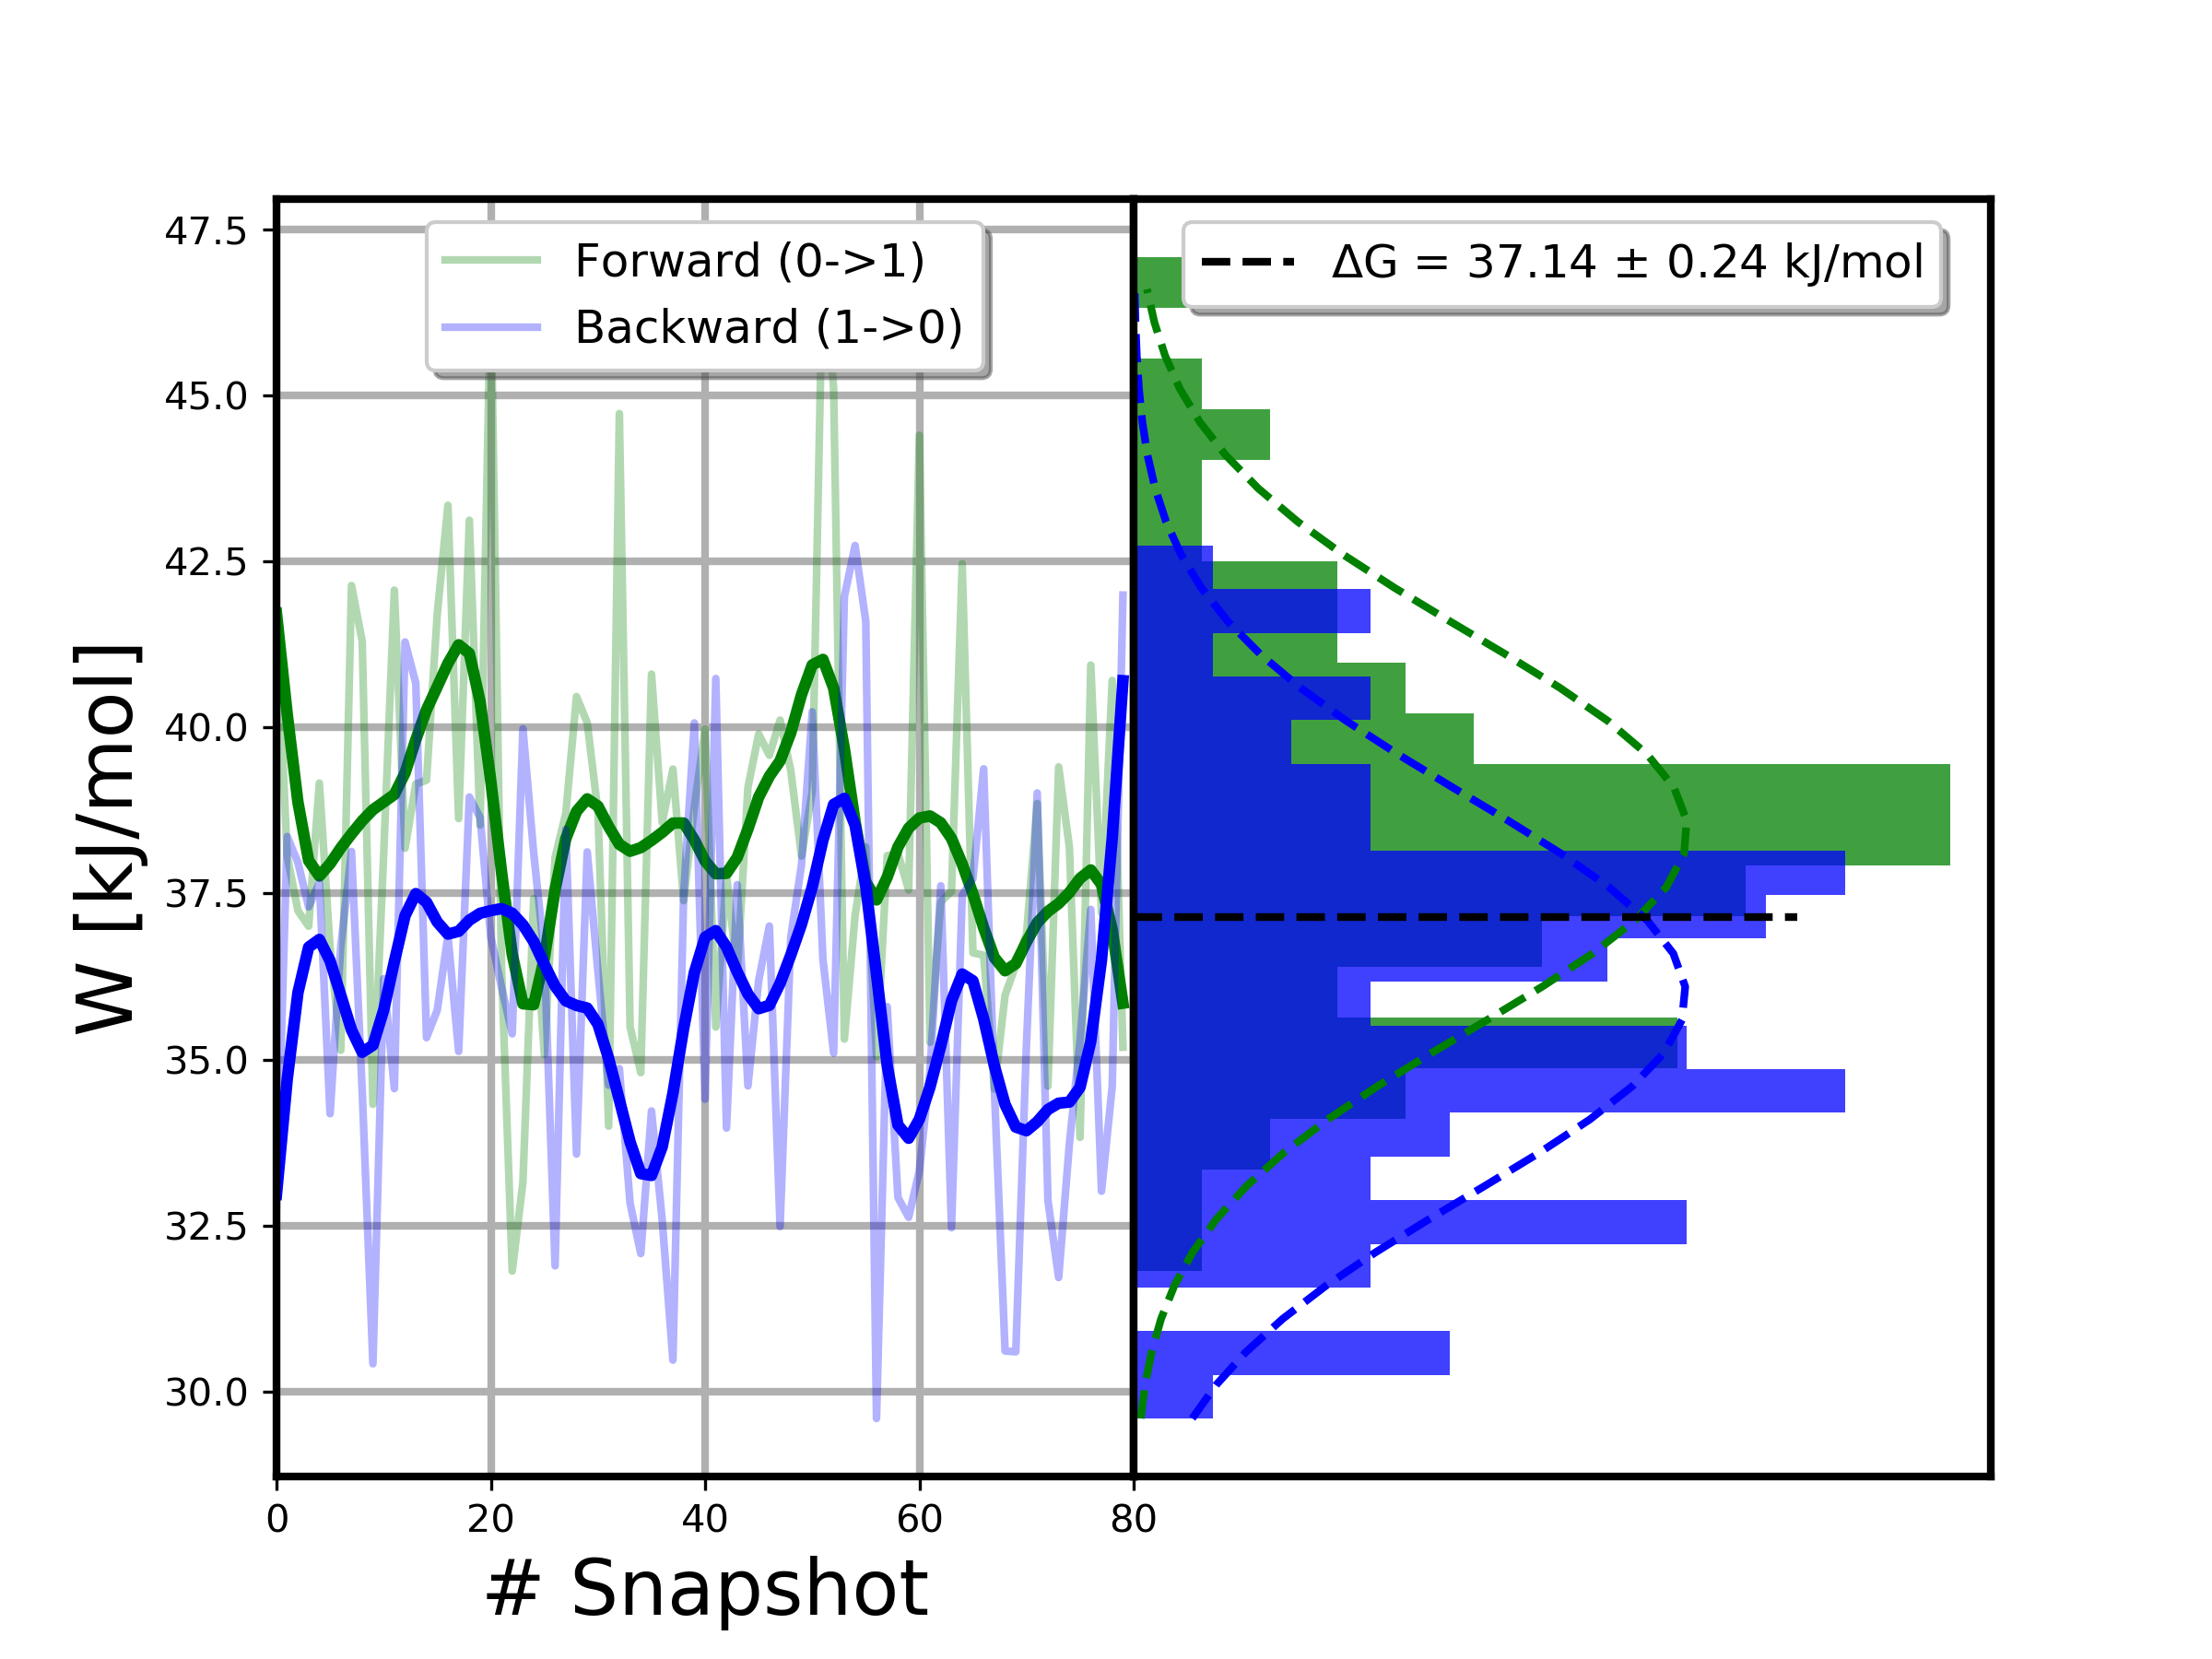 W [kJ/mol]
47.5
45.0
42.5
40.0
37.5
35.0
32.5
30.0
Forward (0->1)
Backward (1->0)
ΔG = 37.14 ± 0.24 kJ/mol
0 20 40 60 80
# Snapshot